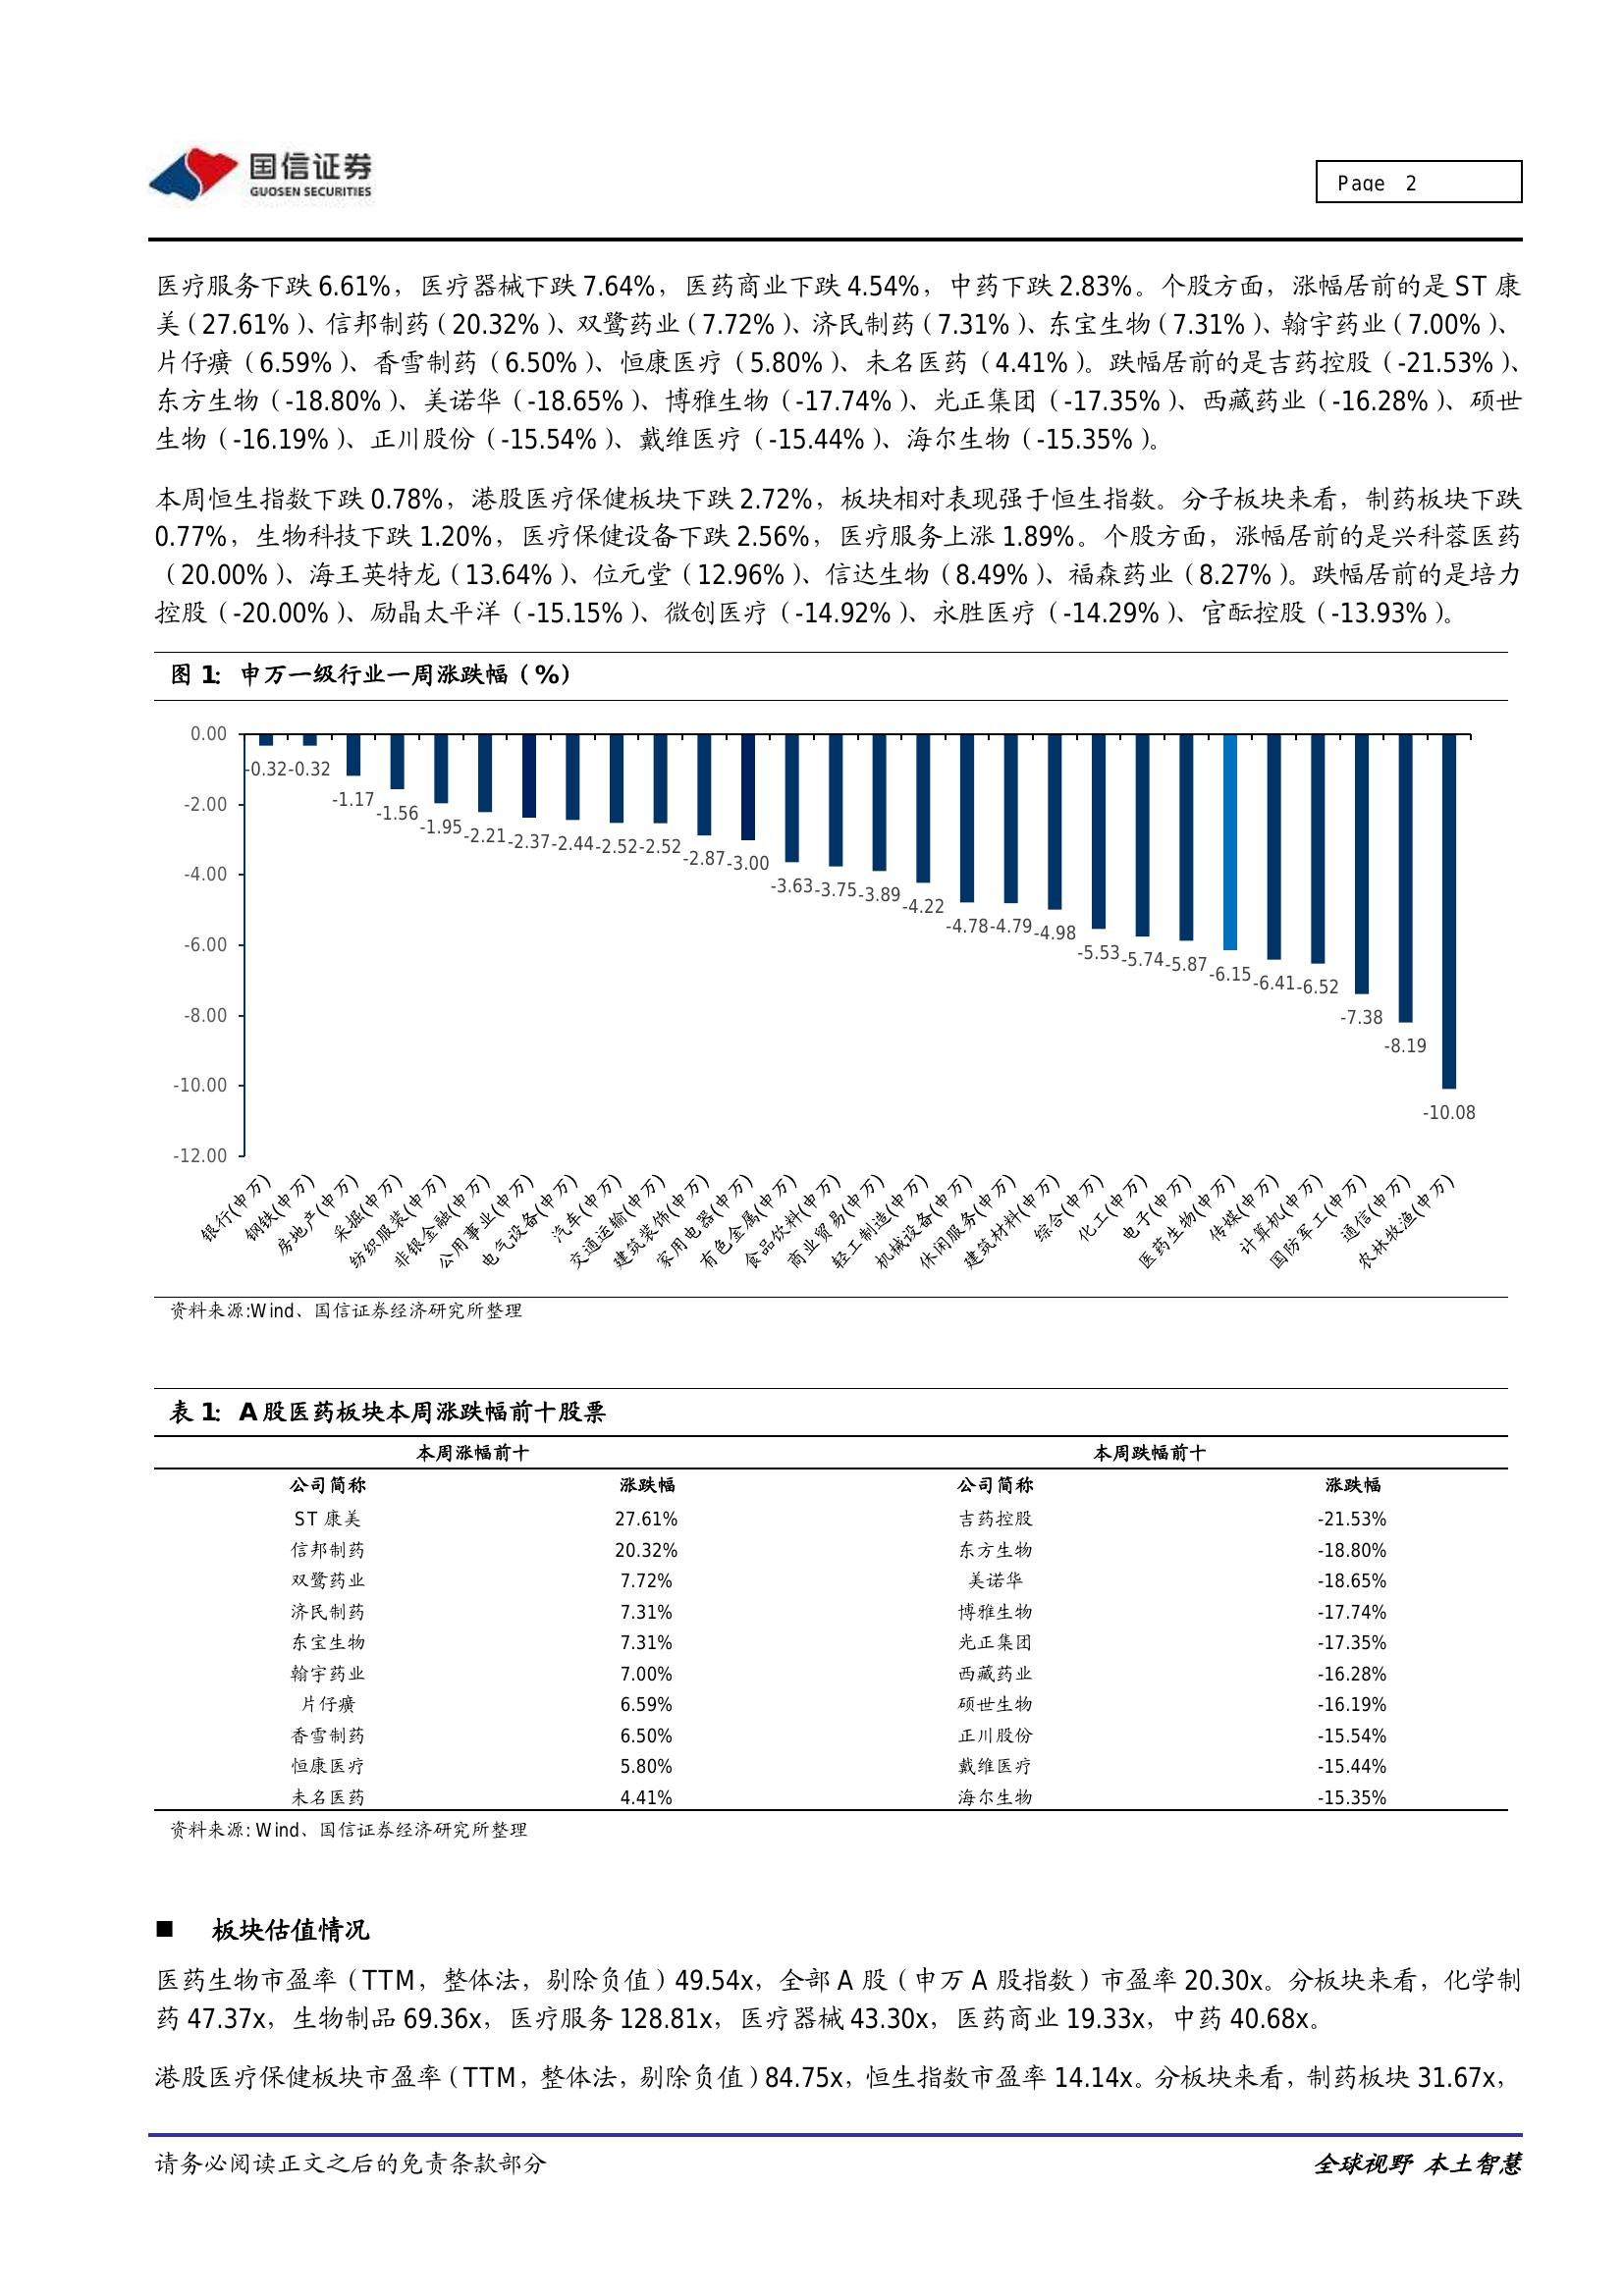 国信证券
GUOSEN SECURITIES
Page 2
医疗服务下跌 6.61%，医疗器械下跌 7.64%，医药商业下跌 4.54%，中药下跌 2.83%。个股方面，涨幅居前的是 ST 康
美（27.61%）、信邦制药（20.32%）、双鹭药业（7.72%）、济民制药（7.31%）、东宝生物（7.31%）、翰宇药业（7.00%）、
片仔癀（6.59%）、香雪制药（6.50%）、恒康医疗（5.80%）、未名医药（4.41%）。跌幅居前的是吉药控股（-21.53%）、
东方生物（-18.80%）、美诺华（-18.65%）、博雅生物（-17.74%）、光正集团（-17.35%）、西藏药业（-16.28%）、硕世
生物（-16.19%）、正川股份（-15.54%）、戴维医疗（-15.44%）、海尔生物（-15.35%）。
本周恒生指数下跌 0.78%，港股医疗保健板块下跌 2.72%，板块相对表现强于恒生指数。分子板块来看，制药板块下跌
0.77%，生物科技下跌 1.20%，医疗保健设备下跌 2.56%，医疗服务上涨 1.89%。个股方面，涨幅居前的是兴科蓉医药
（20.00%）、海王英特龙（13.64%）、位元堂（12.96%）、信达生物（8.49%）、福森药业（8.27%）。跌幅居前的是培力
控股（-20.00%）、励晶太平洋（-15.15%）、微创医疗（-14.92%）、永胜医疗（-14.29%）、官酝控股（-13.93%）。
图 1：申万一级行业一周涨跌幅（%）
0.00
-2.00
-4.00
-6.00
-8.00
-10.00
-12.00
-0.32 -0.32 -1.17 -1.56 -1.95 -2.21 -2.37 -2.44 -2.52 -2.52 -2.87 -3.00 -3.63 -3.75 -3.89 -4.22 -4.78 -4.79 -4.98 -5.53 -5.74 -5.87 -6.15 -6.41 -6.52 -7.38 -8.19 -10.08
银行(申万)
钢铁(申万)
房地产(申万)
采掘(申万)
纺织服装(申万)
非银金融(申万)
公用事业(申万)
电气设备(申万)
汽车(申万)
交通运输(申万)
建筑装饰(申万)
家用电器(申万)
有色金属(申万)
食品饮料(申万)
商业贸易(申万)
轻工制造(申万)
机械设备(申万)
休闲服务(申万)
建筑材料(申万)
综合(申万)
化工(申万)
电子(申万)
医药生物(申万)
传媒(申万)
计算机(申万)
国防军工(申万)
通信(申万)
农林牧渔(申万)
资料来源:Wind、国信证券经济研究所整理
表 1：A 股医药板块本周涨跌幅前十股票
本周涨幅前十 本周跌幅前十
公司简称 涨跌幅 公司简称 涨跌幅
ST 康美 27.61% 吉药控股 -21.53%
信邦制药 20.32% 东方生物 -18.80%
双鹭药业 7.72% 美诺华 -18.65%
济民制药 7.31% 博雅生物 -17.74%
东宝生物 7.31% 光正集团 -17.35%
翰宇药业 7.00% 西藏药业 -16.28%
片仔癀 6.59% 硕世生物 -16.19%
香雪制药 6.50% 正川股份 -15.54%
恒康医疗 5.80% 戴维医疗 -15.44%
未名医药 4.41% 海尔生物 -15.35%
资料来源: Wind、国信证券经济研究所整理
■ 板块估值情况
医药生物市盈率（TTM，整体法，剔除负值）49.54x，全部 A 股（申万 A 股指数）市盈率 20.30x。分板块来看，化学制
药 47.37x，生物制品 69.36x，医疗服务 128.81x，医疗器械 43.30x，医药商业 19.33x，中药 40.68x。
港股医疗保健板块市盈率（TTM，整体法，剔除负值）84.75x，恒生指数市盈率 14.14x。分板块来看，制药板块 31.67x，
请务必阅读正文之后的免责条款部分
全球视野 本土智慧